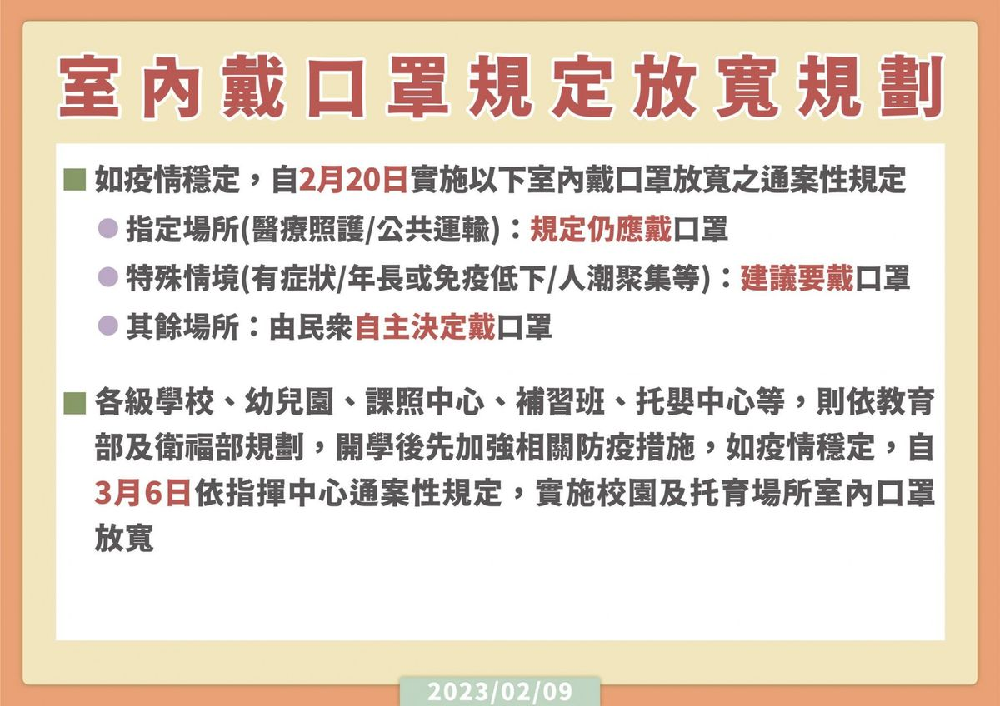 室內戴口罩規定放寬規劃
如疫情穩定，自2月20日實施以下室內戴口罩放寬之通案性規定
指定場所(醫療照護/公共運輸)：規定仍應戴口罩
特殊情境(有症狀/年長或免疫低下/人潮聚集等)：建議要戴口罩
其餘場所：由民眾自主決定戴口罩
各級學校、幼兒園、課照中心、補習班、托嬰中心等，則依教育
部及衛福部規劃，開學後先加強相關防疫措施，如疫情穩定，自
3月6日依指揮中心通案性規定，實施校園及托育場所室內口罩
放寬
2023/02/09